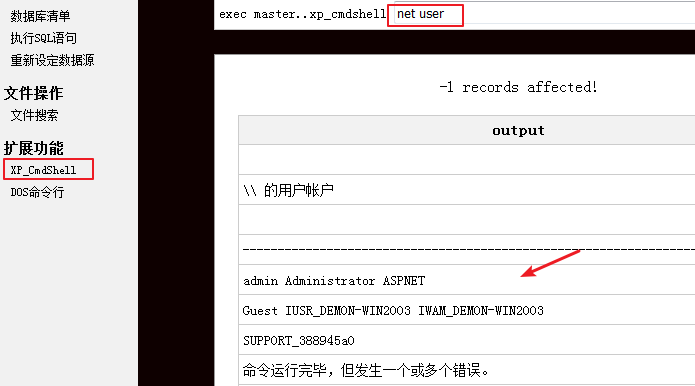 数据库清单
执行SQL语句
重新设定数据源
文件操作
文件搜索
扩展功能
XP_CmdShell
DOS命令行
exec master..xp_cmdshell net user
-1 records affected!
output
\\ 的用户帐户
-------------------------------------------------------------------------------
admin Administrator ASPNET
Guest IUSR_DEMON-WIN2003 IWAM_DEMON-WIN2003
SUPPORT_388945a0
命令运行完毕，但发生一个或多个错误。